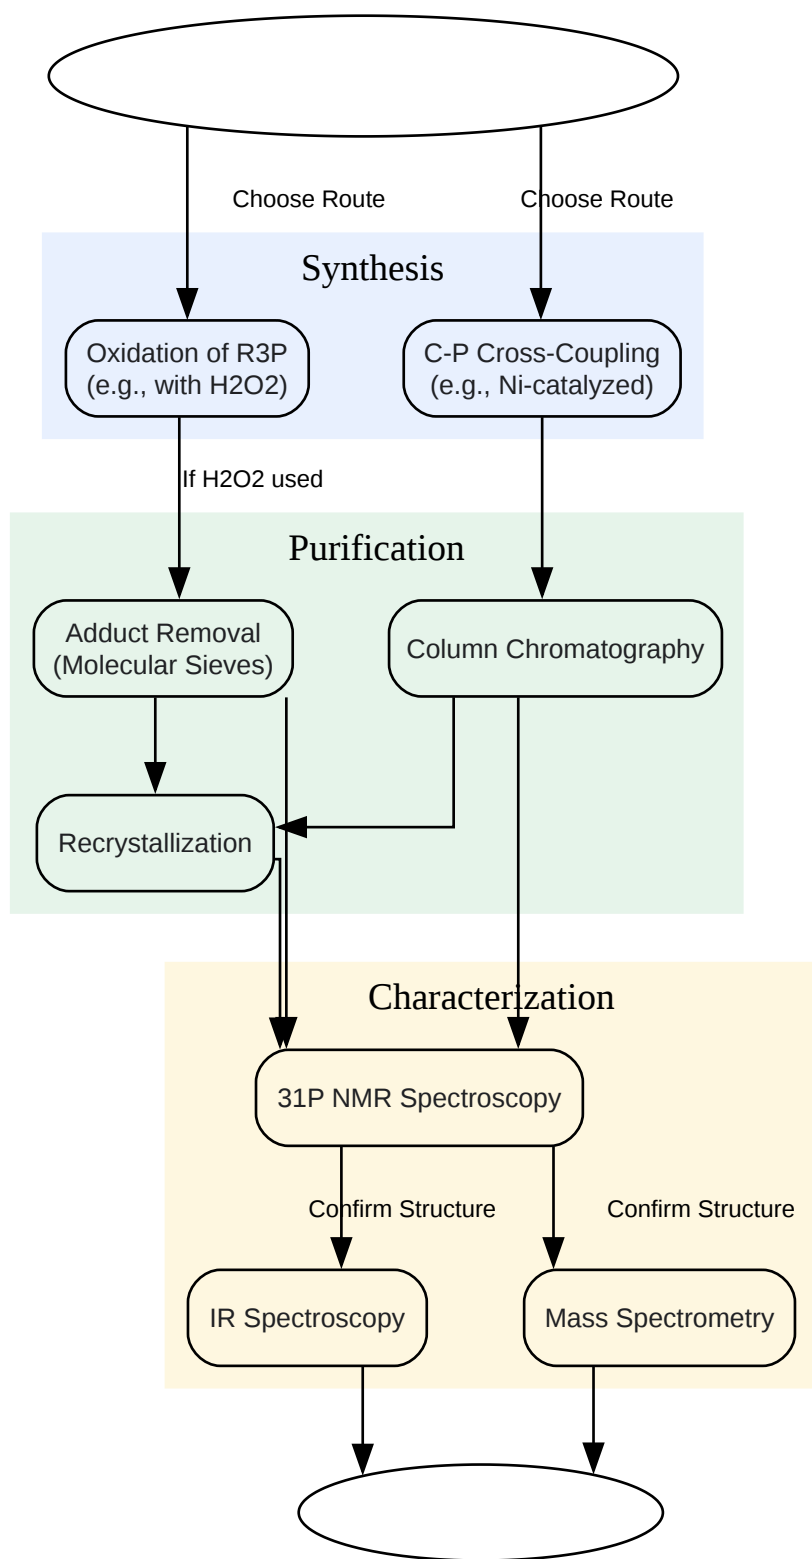 Choose Route
Choose Route
Synthesis
Oxidation of R3P
(e.g., with H2O2)
C-P Cross-Coupling
(e.g., Ni-catalyzed)
If H2O2 used
Purification
Adduct Removal
(Molecular Sieves)
Column Chromatography
Recrystallization
Characterization
31P NMR Spectroscopy
Confirm Structure
Confirm Structure
IR Spectroscopy
Mass Spectrometry